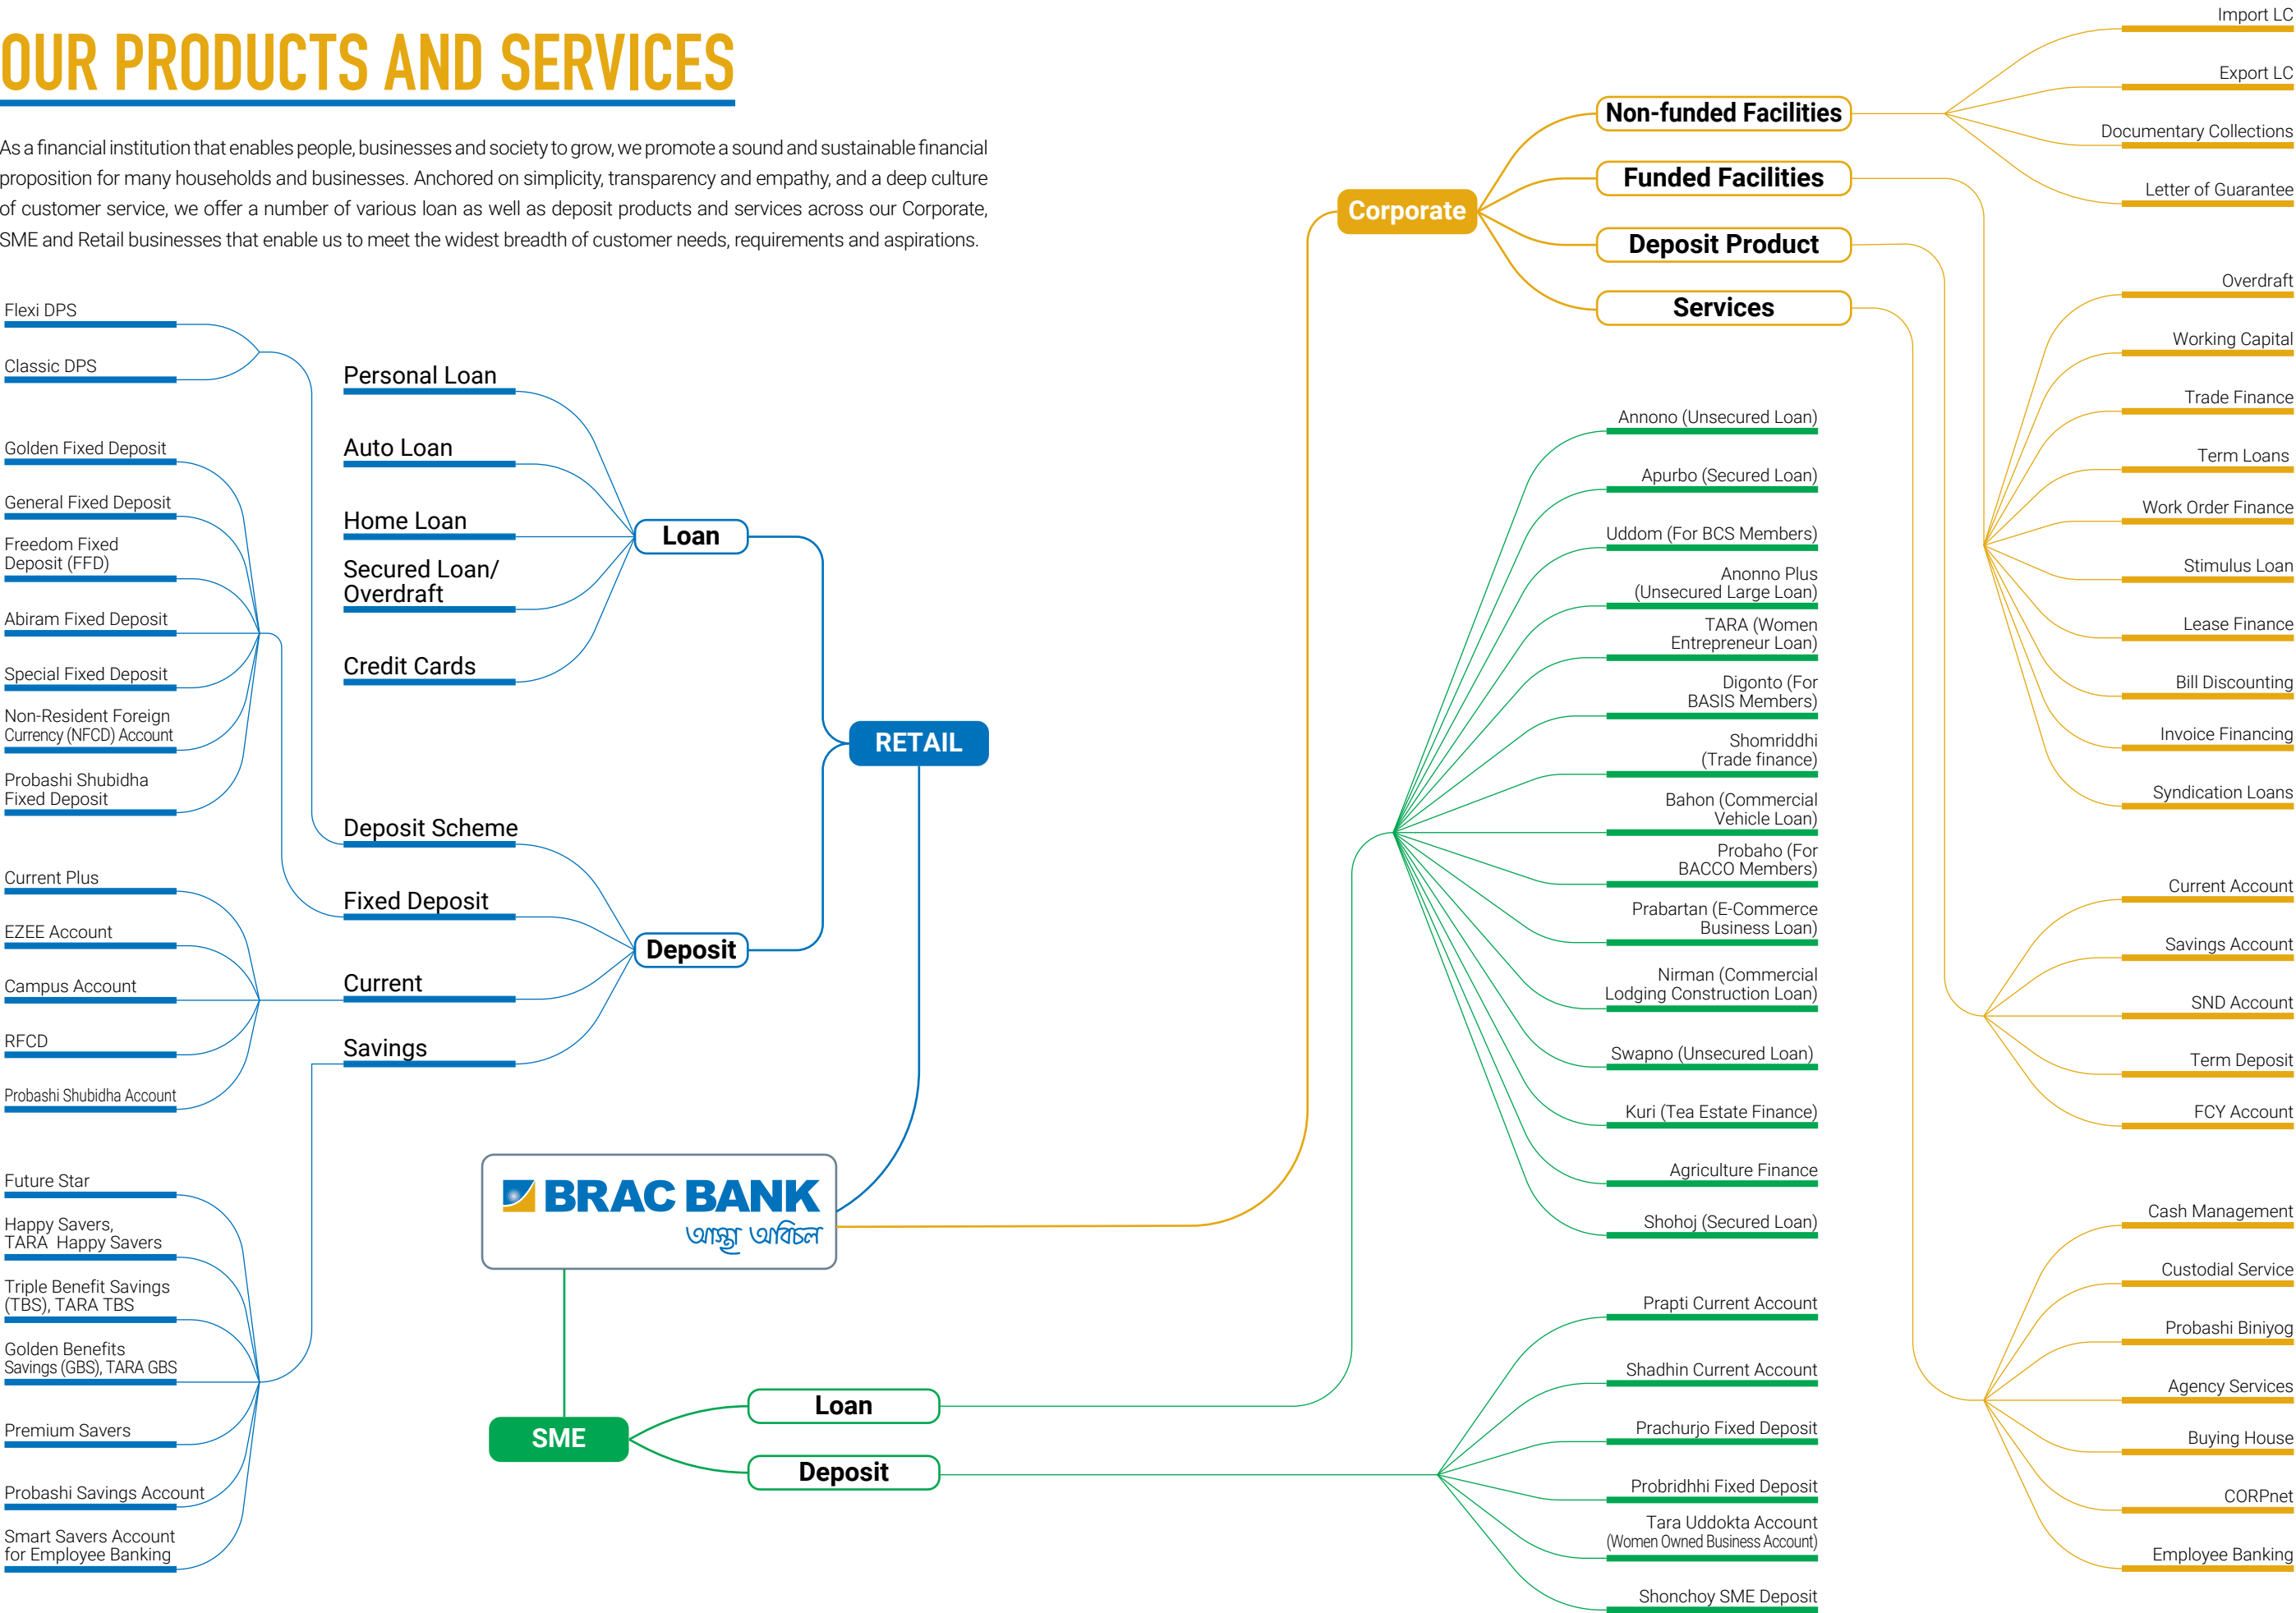 OUR PRODUCTS AND SERVICES
As a financial institution that enables people, businesses and society to grow, we promote a sound and sustainable financial
proposition for many households and businesses. Anchored on simplicity, transparency and empathy, and a deep culture
of customer service, we offer a number of various loan as well as deposit products and services across our Corporate,
SME and Retail businesses that enable us to meet the widest breadth of customer needs, requirements and aspirations.
Flexi DPS
Classic DPS
Golden Fixed Deposit
General Fixed Deposit
Freedom Fixed
Deposit (FFD)
Abiram Fixed Deposit
Special Fixed Deposit
Non-Resident Foreign
Currency (NFCD) Account
Probashi Shubidha
Fixed Deposit
Current Plus
EZEE Account
Campus Account
RFCD
Probashi Shubidha Account
Future Star
Happy Savers,
TARA Happy Savers
Triple Benefit Savings
(TBS), TARA TBS
Golden Benefits
Savings (GBS), TARA GBS
Premium Savers
Probashi Savings Account
Smart Savers Account
for Employee Banking
Personal Loan
Auto Loan
Home Loan
Secured Loan/
Overdraft
Credit Cards
Deposit Scheme
Fixed Deposit
Current
Savings
Loan
Deposit
RETAIL
BRAC BANK
আস্থা অবিচল
SME
Loan
Deposit
Corporate
Non-funded Facilities
Funded Facilities
Deposit Product
Services
Annono (Unsecured Loan)
Apurbo (Secured Loan)
Uddom (For BCS Members)
Anonno Plus
(Unsecured Large Loan)
TARA (Women
Entrepreneur Loan)
Digonto (For
BASIS Members)
Shomriddhi
(Trade finance)
Bahon (Commercial
Vehicle Loan)
Probaho (For
BACCO Members)
Prabartan (E-Commerce
Business Loan)
Nirman (Commercial
Lodging Construction Loan)
Swapno (Unsecured Loan)
Kuri (Tea Estate Finance)
Agriculture Finance
Shohoj (Secured Loan)
Prapti Current Account
Shadhin Current Account
Prachurjo Fixed Deposit
Probridhhi Fixed Deposit
Tara Uddokta Account
(Women Owned Business Account)
Shonchoy SME Deposit
Import LC
Export LC
Documentary Collections
Letter of Guarantee
Overdraft
Working Capital
Trade Finance
Term Loans
Work Order Finance
Stimulus Loan
Lease Finance
Bill Discounting
Invoice Financing
Syndication Loans
Current Account
Savings Account
SND Account
Term Deposit
FCY Account
Cash Management
Custodial Service
Probashi Biniyog
Agency Services
Buying House
CORPnet
Employee Banking